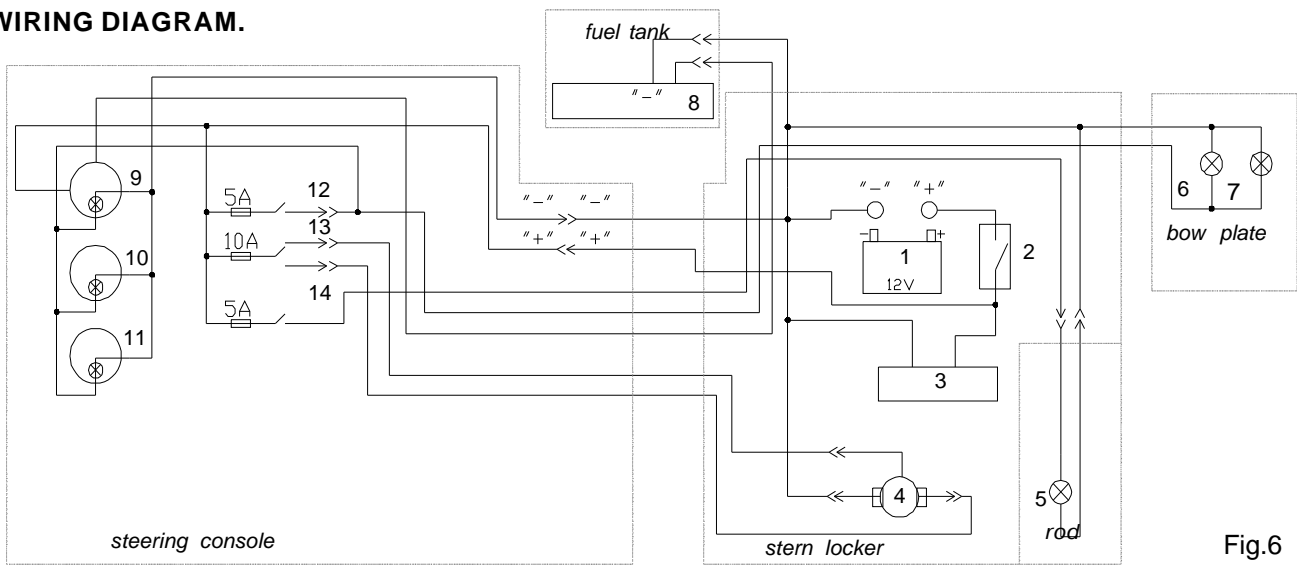 WIRING DIAGRAM.
fuel tank
"–" 8
9
5A 12
10A 13
10
14
5A
11
"–" "–"
"+" "+"
"–" "+"
– +
1
12V
2
3
4
5
6 7
bow plate
rod
steering console
stern locker
Fig.6